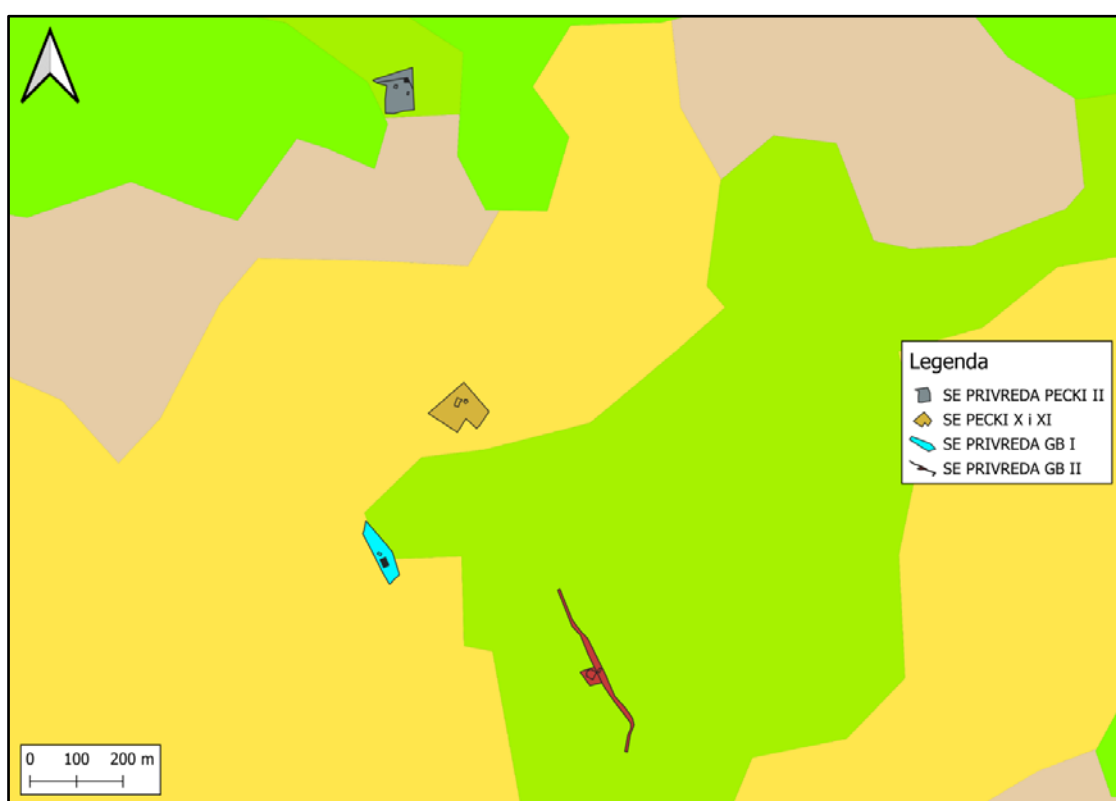 Legenda
SE PRIVREDA PECKI II
SE PECKI X i XI
SE PRIVREDA GB I
SE PRIVREDA GB II
0 100 200 m